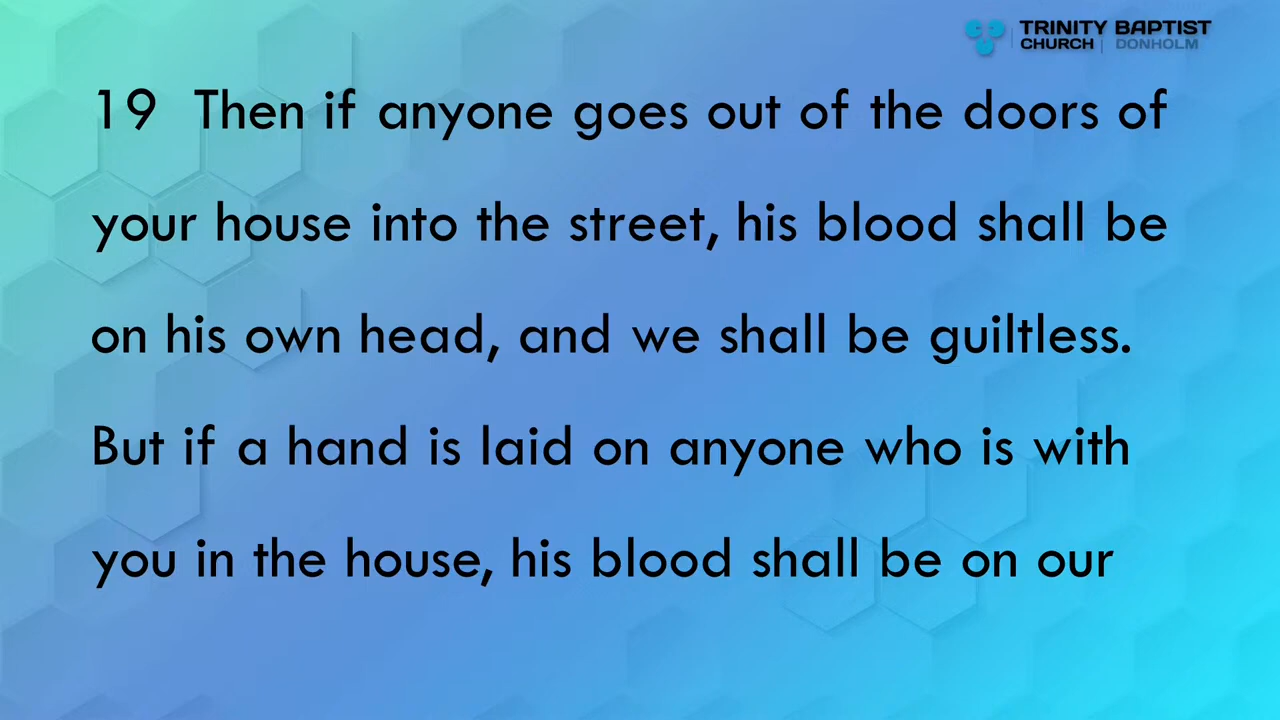 TRINITY BAPTIST
CHURCH | DONHOLM
19 Then if anyone goes out of the doors of
your house into the street, his blood shall be
on his own head, and we shall be guiltless.
But if a hand is laid on anyone who is with
you in the house, his blood shall be on our